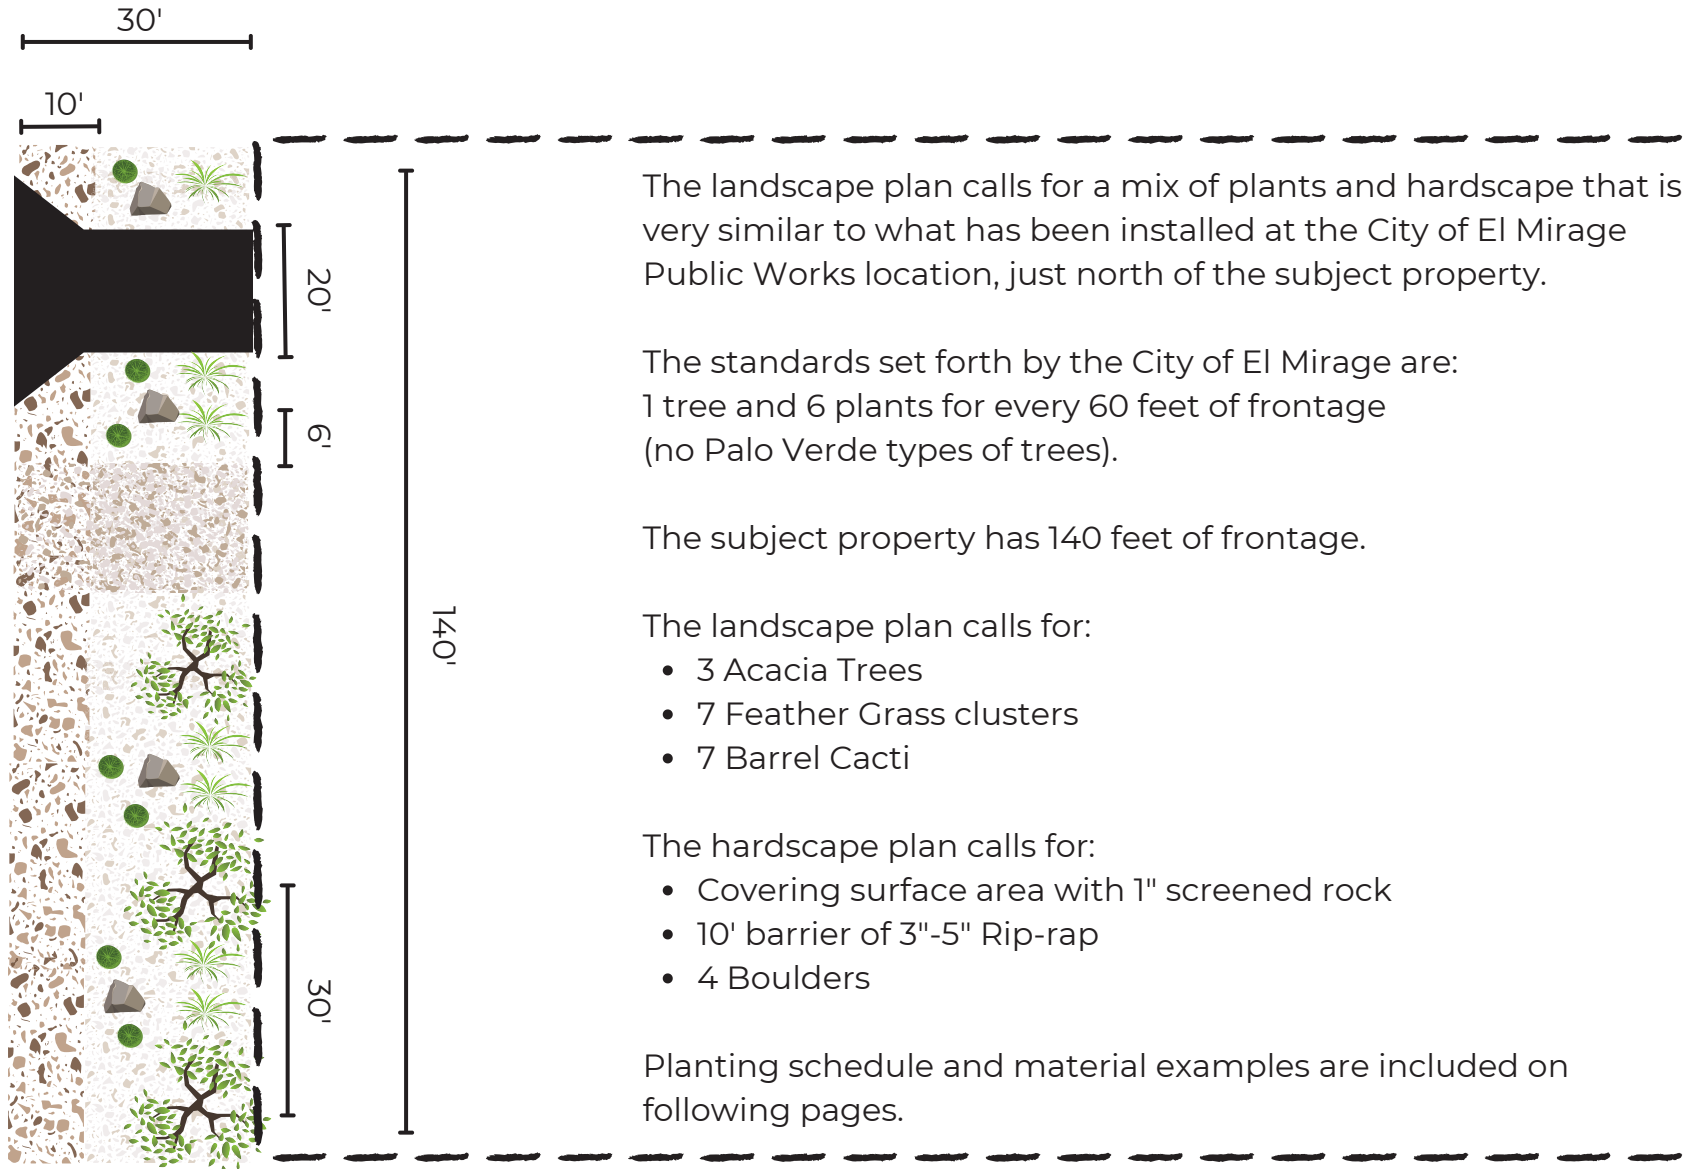 30'
10'
The landscape plan calls for a mix of plants and hardscape that is
very similar to what has been installed at the City of El Mirage
Public Works location, just north of the subject property.
20'
The standards set forth by the City of El Mirage are:
1 tree and 6 plants for every 60 feet of frontage
(no Palo Verde types of trees).
6'
The subject property has 140 feet of frontage.
140'
The landscape plan calls for:
• 3 Acacia Trees
• 7 Feather Grass clusters
• 7 Barrel Cacti
The hardscape plan calls for:
• Covering surface area with 1" screened rock
• 10' barrier of 3"-5" Rip-rap
• 4 Boulders
30'
Planting schedule and material examples are included on
following pages.